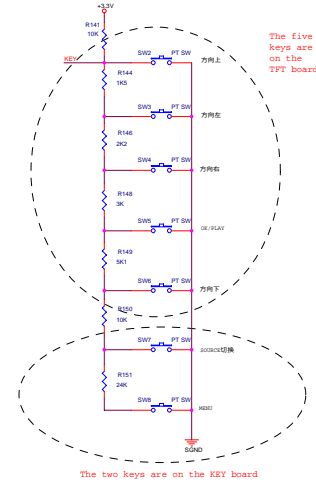 +3.3V
R141
10K
The five
keys are
on the
TFT board
KEY
SW2 PT SW
方向上
R144
1K5
SW3 PT SW
方向左
R146
2K2
SW4 PT SW
方向右
R148
3K
SW5 PT SW
OK/PLAY
R149
5K1
SW6 PT SW
方向下
R150
10K
SW7 PT SW
SOURCE切换
R151
24K
SW8 PT SW
MENU
SGND
The two keys are on the KEY board